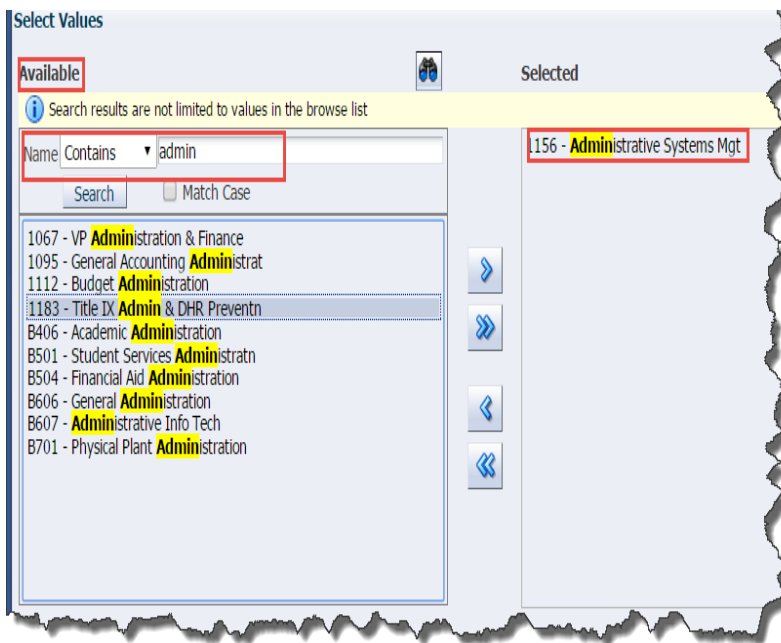 Select Values
Available
Selected
Search results are not limited to values in the browse list
Name Contains admin
Search Match Case
1156 - Administrative Systems Mgt
1067 - VP Administration & Finance
1095 - General Accounting Administrat
1112 - Budget Administration
1183 - Title IX Admin & DHR Preventn
B406 - Academic Administration
B501 - Student Services Administratn
B504 - Financial Aid Administration
B606 - General Administration
B607 - Administrative Info Tech
B701 - Physical Plant Administration